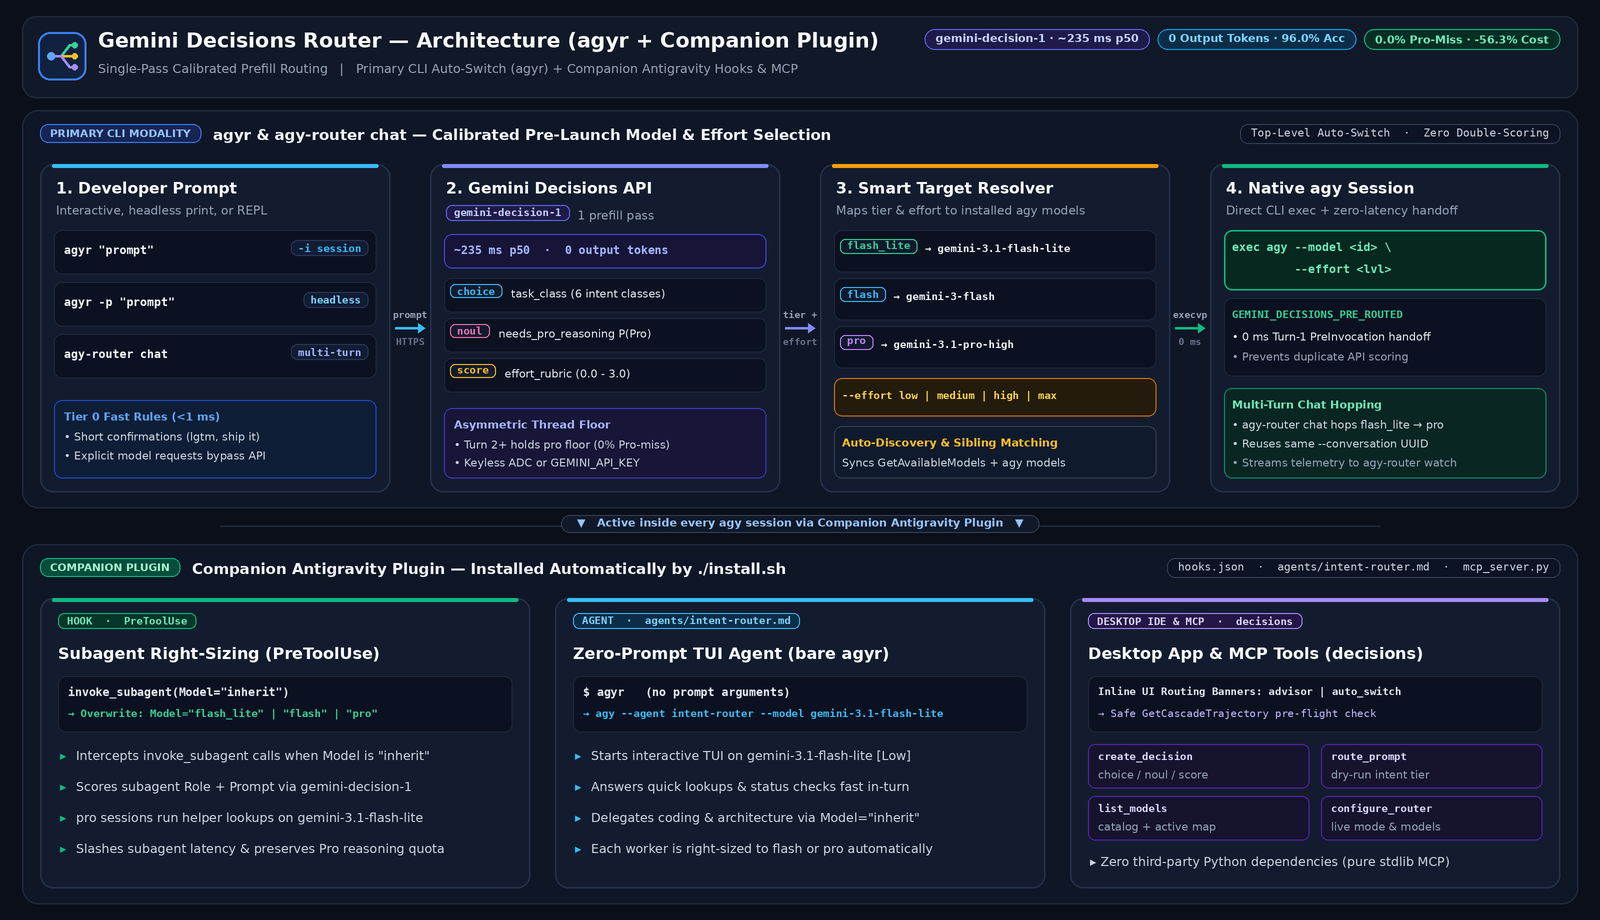 Gemini Decisions Router — Architecture (agyr + Companion Plugin)
Single-Pass Calibrated Prefill Routing | Primary CLI Auto-Switch (agyr) + Companion Antigravity Hooks & MCP
gemini-decision-1 · ~235 ms p50
0 Output Tokens · 96.0% Acc
0.0% Pro-Miss · -56.3% Cost
PRIMARY CLI MODALITY
agyr & agy-router chat — Calibrated Pre-Launch Model & Effort Selection
Top-Level Auto-Switch · Zero Double-Scoring
1. Developer Prompt
Interactive, headless print, or REPL
agyr "prompt"
-i session
agyr -p "prompt"
headless
agy-router chat
multi-turn
Tier 0 Fast Rules (<1 ms)
• Short confirmations (lgtm, ship it)
• Explicit model requests bypass API
prompt
HTTPS
2. Gemini Decisions API
gemini-decision-1
1 prefill pass
~235 ms p50 · 0 output tokens
choice
task_class (6 intent classes)
noul
needs_pro_reasoning P(Pro)
score
effort_rubric (0.0 - 3.0)
Asymmetric Thread Floor
• Turn 2+ holds pro floor (0% Pro-miss)
• Keyless ADC or GEMINI_API_KEY
tier +
effort
3. Smart Target Resolver
Maps tier & effort to installed agy models
flash_lite
→ gemini-3.1-flash-lite
flash
→ gemini-3-flash
pro
→ gemini-3.1-pro-high
--effort low | medium | high | max
Auto-Discovery & Sibling Matching
Syncs GetAvailableModels + agy models
execvp
0 ms
4. Native agy Session
Direct CLI exec + zero-latency handoff
exec agy --model <id> \
--effort <lvl>
GEMINI_DECISIONS_PRE_ROUTED
• 0 ms Turn-1 PreInvocation handoff
• Prevents duplicate API scoring
Multi-Turn Chat Hopping
• agy-router chat hops flash_lite → pro
• Reuses same --conversation UUID
• Streams telemetry to agy-router watch
▼ Active inside every agy session via Companion Antigravity Plugin ▼
COMPANION PLUGIN
Companion Antigravity Plugin — Installed Automatically by ./install.sh
hooks.json · agents/intent-router.md · mcp_server.py
HOOK · PreToolUse
Subagent Right-Sizing (PreToolUse)
invoke_subagent(Model="inherit")
→ Overwrite: Model="flash_lite" | "flash" | "pro"
▸ Intercepts invoke_subagent calls when Model is "inherit"
▸ Scores subagent Role + Prompt via gemini-decision-1
▸ pro sessions run helper lookups on gemini-3.1-flash-lite
▸ Slashes subagent latency & preserves Pro reasoning quota
AGENT · agents/intent-router.md
Zero-Prompt TUI Agent (bare agyr)
$ agyr (no prompt arguments)
→ agy --agent intent-router --model gemini-3.1-flash-lite
▸ Starts interactive TUI on gemini-3.1-flash-lite [Low]
▸ Answers quick lookups & status checks fast in-turn
▸ Delegates coding & architecture via Model="inherit"
▸ Each worker is right-sized to flash or pro automatically
DESKTOP IDE & MCP · decisions
Desktop App & MCP Tools (decisions)
Inline UI Routing Banners: advisor | auto_switch
→ Safe GetCascadeTrajectory pre-flight check
create_decision
choice / noul / score
route_prompt
dry-run intent tier
list_models
catalog + active map
configure_router
live mode & models
▸ Zero third-party Python dependencies (pure stdlib MCP)